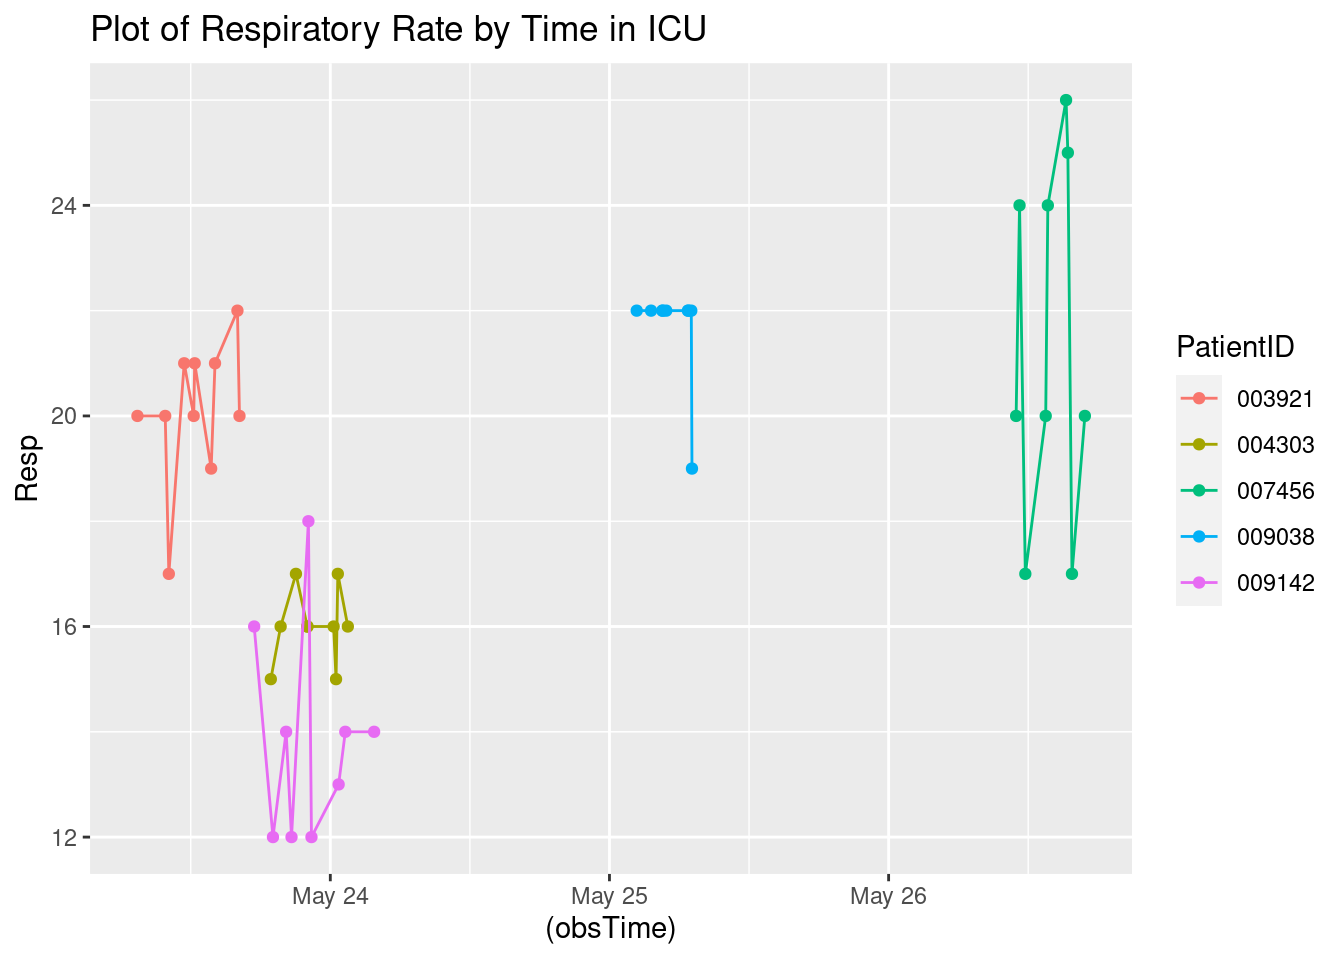 Plot of Respiratory Rate by Time in ICU
24
20
16
12
Resp
May 24
May 25
May 26
(obsTime)
PatientID
003921
004303
007456
009038
009142